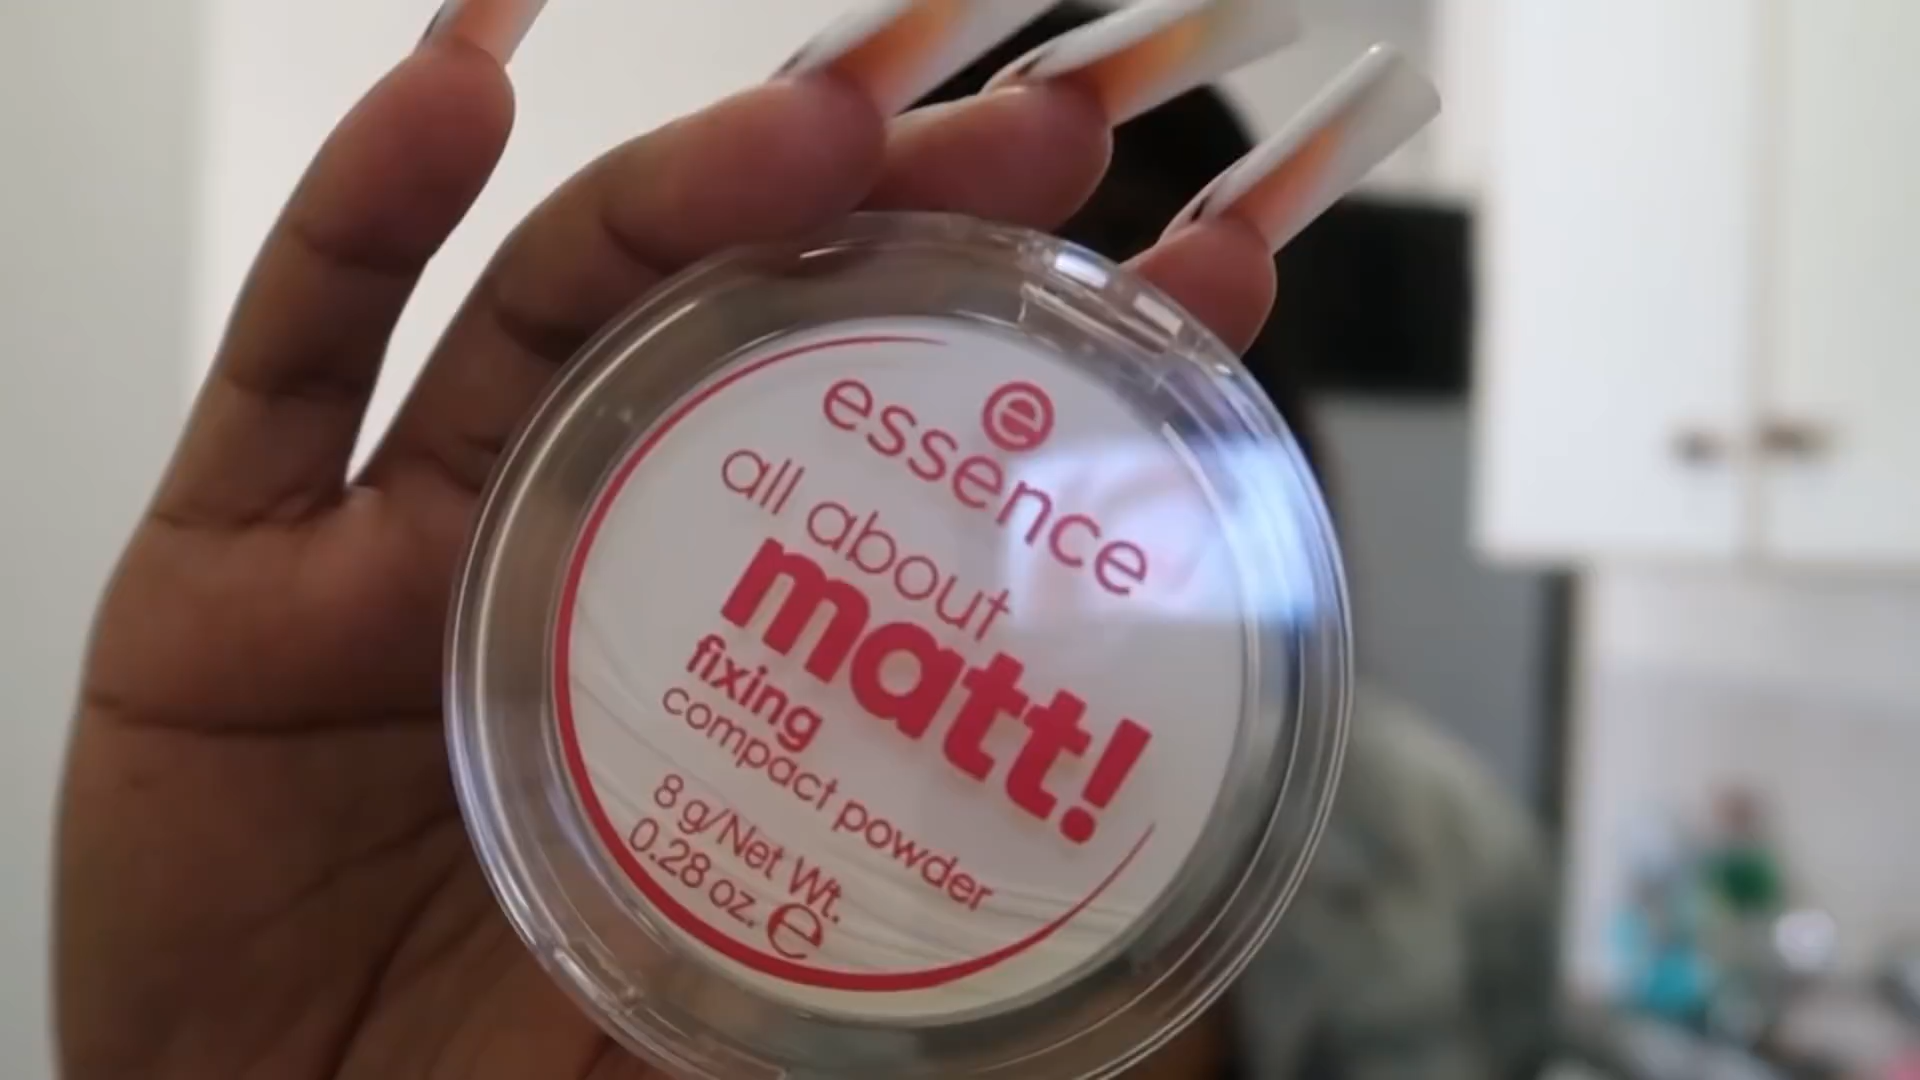 e
essence
all about
matt!
fixing
compact powder
8 g/Net Wt.
0.28 oz. ℮